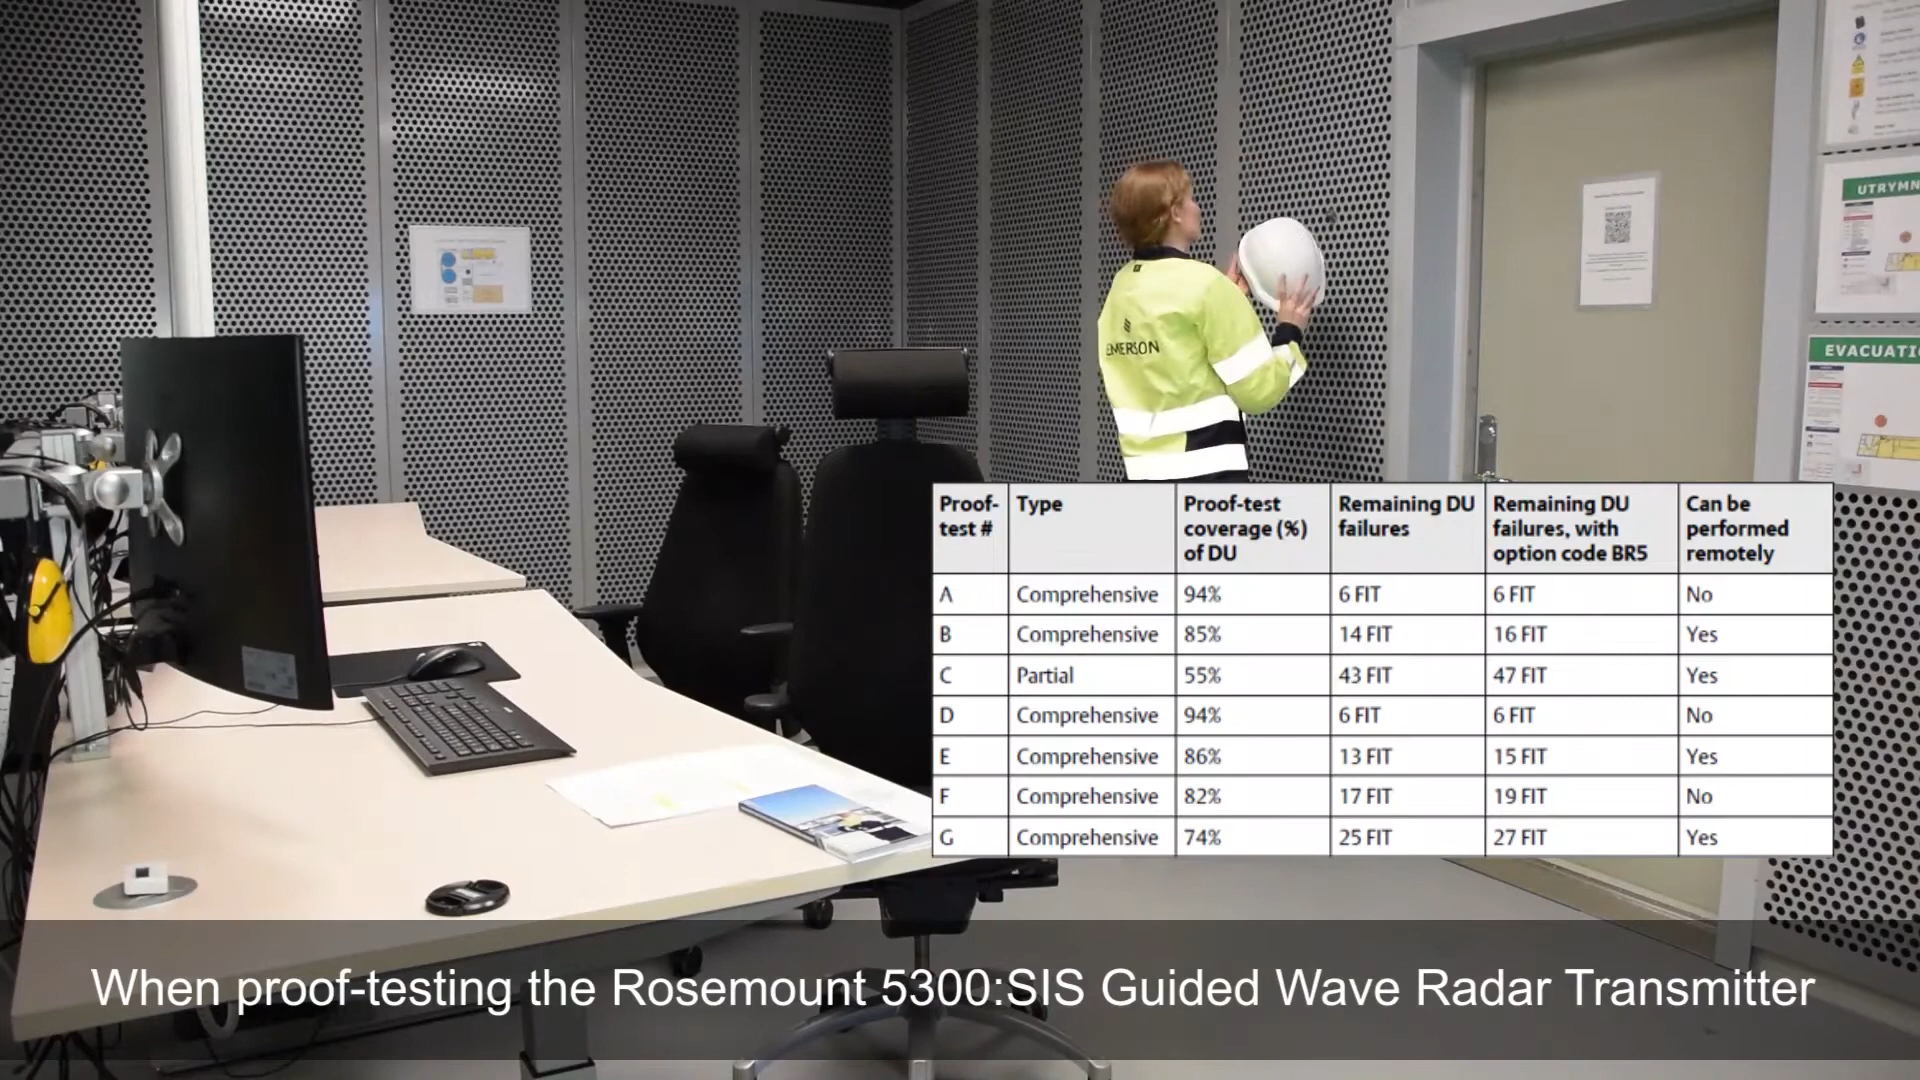 UTRYMN
EMERSON
EVACUATI
Proof-test # Type Proof-test coverage (%) of DU Remaining DU failures Remaining DU failures, with option code BR5 Can be performed remotely
A Comprehensive 94% 6 FIT 6 FIT No
B Comprehensive 85% 14 FIT 16 FIT Yes
C Partial 55% 43 FIT 47 FIT Yes
D Comprehensive 94% 6 FIT 6 FIT No
E Comprehensive 86% 13 FIT 15 FIT Yes
F Comprehensive 82% 17 FIT 19 FIT No
G Comprehensive 74% 25 FIT 27 FIT Yes
When proof-testing the Rosemount 5300:SIS Guided Wave Radar Transmitter